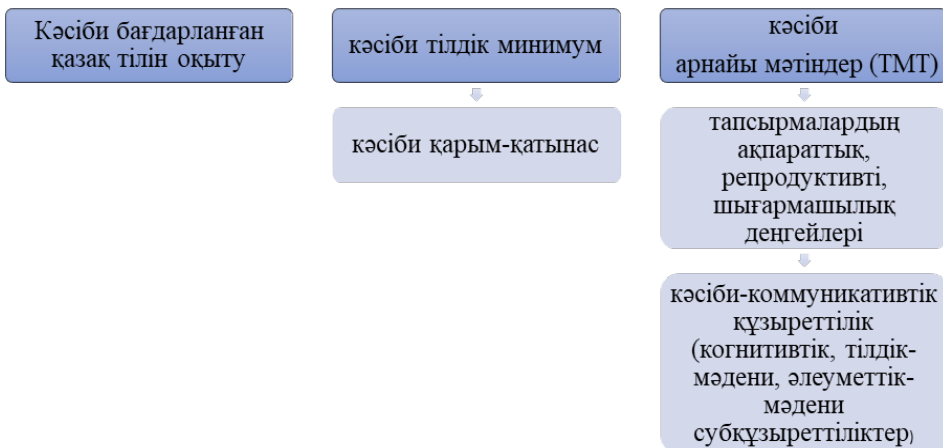 Кәсіби бағдарланған
қазақ тілін оқыту
кәсіби тілдік минимум
кәсіби қарым-қатынас
кәсіби
арнайы мәтіндер (ТМТ)
тапсырмалардың
ақпараттық,
репродуктивті,
шығармашылық
деңгейлері
кәсіби-коммуникативтік
құзыреттілік
(когнитивтік, тілдік-
мәдени, әлеуметтік-
мәдени
субқұзыреттіліктер)